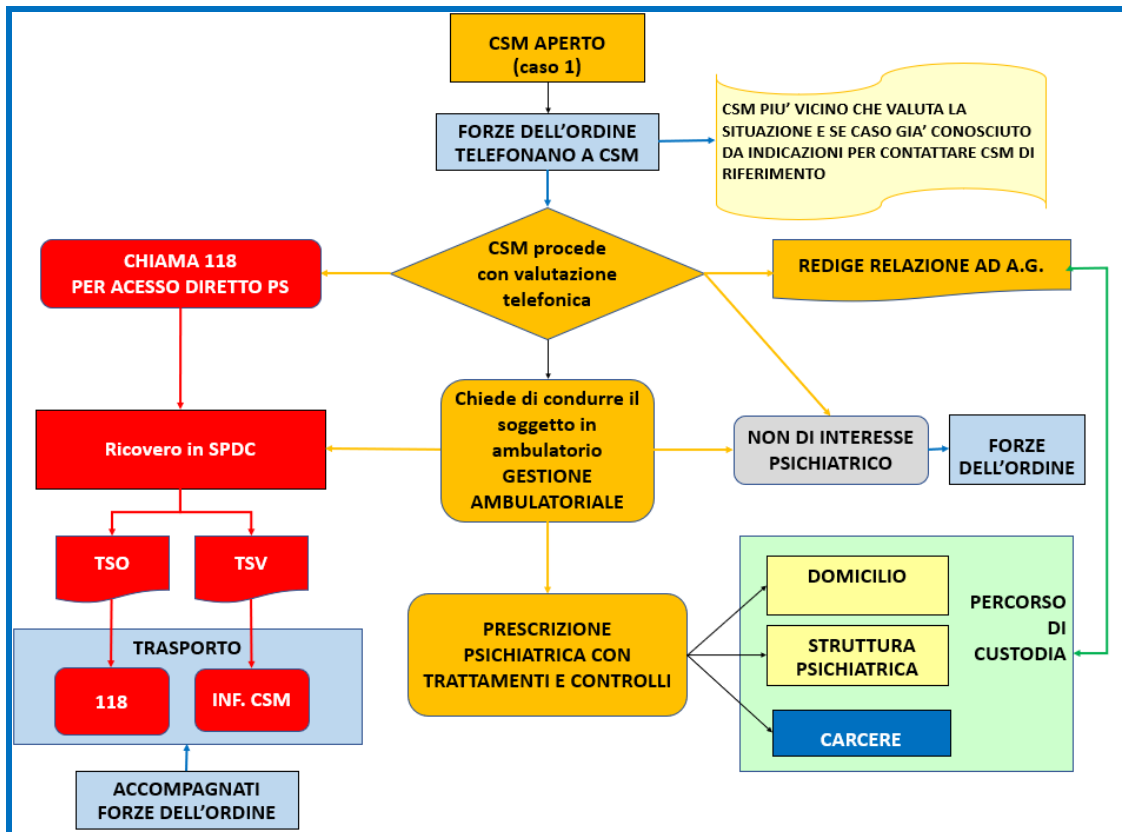 CSM APERTO
(caso 1)
FORZE DELL'ORDINE
TELEFONANO A CSM
CSM PIU' VICINO CHE VALUTA LA
SITUAZIONE E SE CASO GIA' CONOSCIUTO
DA INDICAZIONI PER CONTATTARE CSM DI
RIFERIMENTO
CSM procede
con valutazione
telefonica
CHIAMA 118
PER ACESSO DIRETTO PS
REDIGE RELAZIONE AD A.G.
Ricovero in SPDC
Chiede di condurre il
soggetto in
ambulatorio
GESTIONE
AMBULATORIALE
NON DI INTERESSE
PSICHIATRICO
FORZE
DELL'ORDINE
TSO
TSV
TRASPORTO
118
INF. CSM
ACCOMPAGNATI
FORZE DELL'ORDINE
PRESCRIZIONE
PSICHIATRICA CON
TRATTAMENTI E CONTROLLI
DOMICILIO
STRUTTURA
PSICHIATRICA
CARCERE
PERCORSO
DI
CUSTODIA